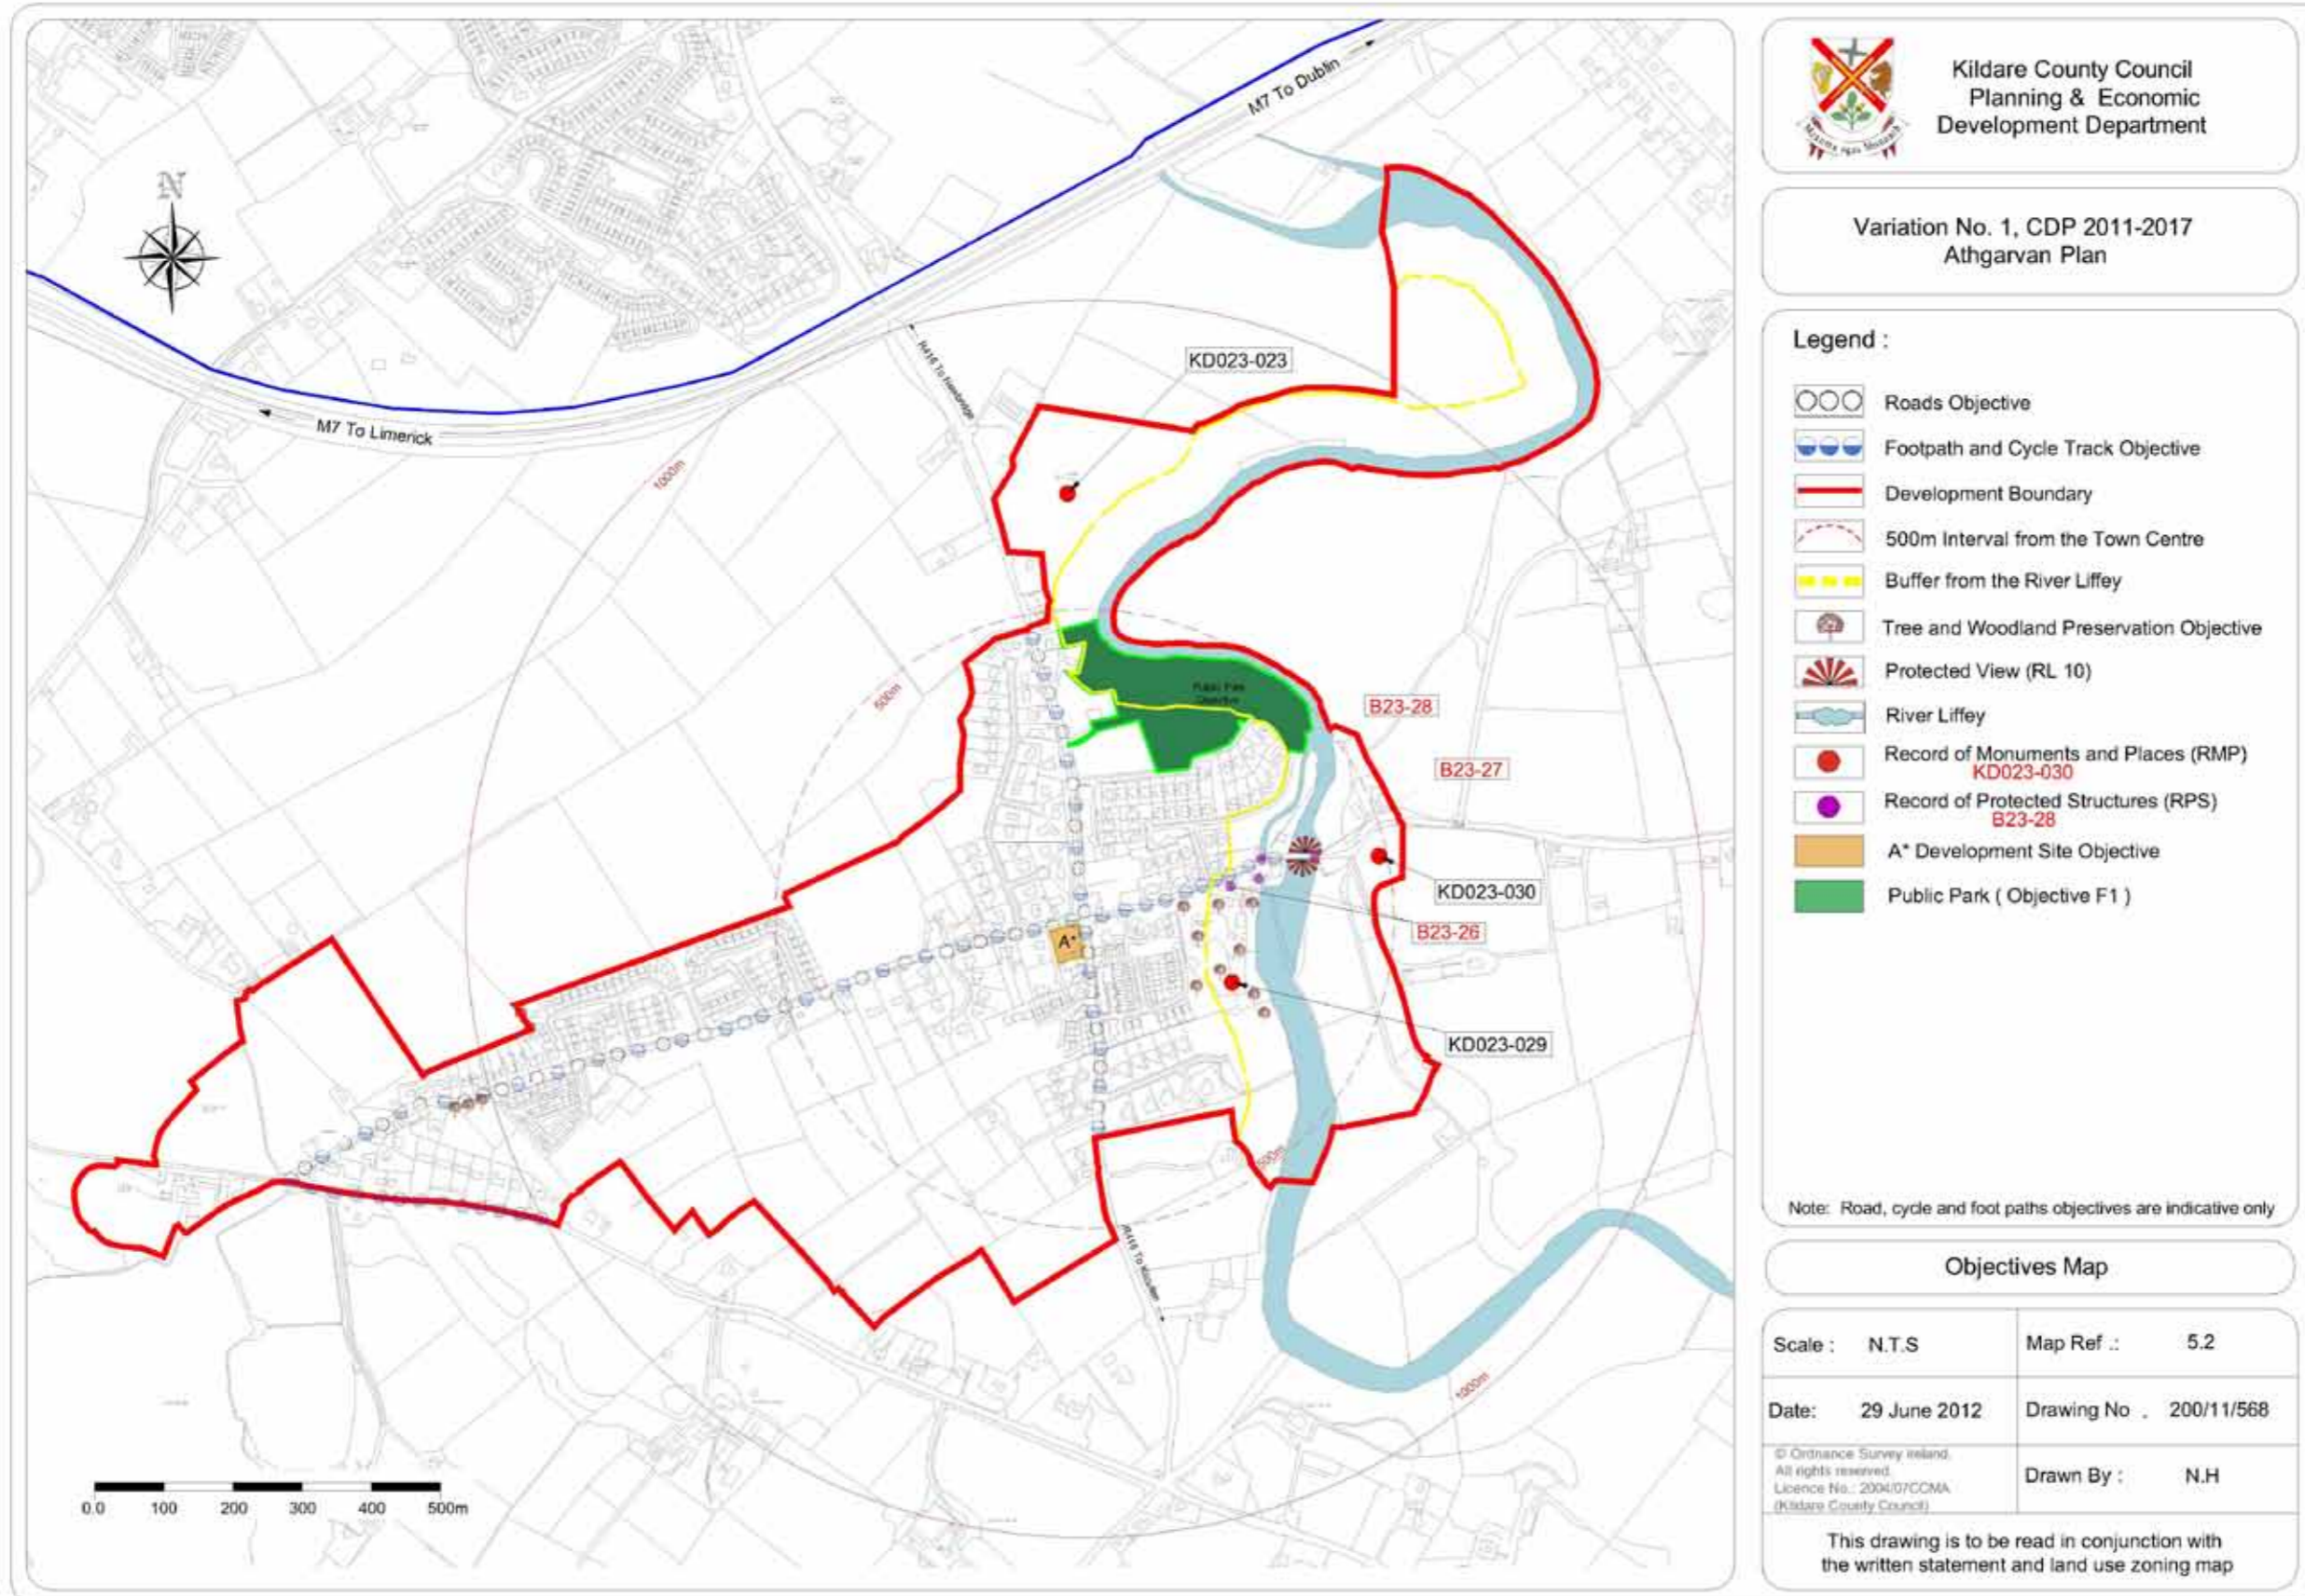 M7 To Dublin
N
KD023-023
R416 To Newbridge
M7 To Limerick
1000m
500m
Public Park
Objective
B23-28
B23-27
KD023-030
B23-26
A*
KD023-029
500m
R416 To Kilcullen
1000m
0.0 100 200 300 400 500m
Kildare County Council
Planning & Economic
Development Department
Variation No. 1, CDP 2011-2017
Athgarvan Plan
Legend :
Roads Objective
Footpath and Cycle Track Objective
Development Boundary
500m Interval from the Town Centre
Buffer from the River Liffey
Tree and Woodland Preservation Objective
Protected View (RL 10)
River Liffey
Record of Monuments and Places (RMP)
KD023-030
Record of Protected Structures (RPS)
B23-28
A* Development Site Objective
Public Park ( Objective F1 )
Note: Road, cycle and foot paths objectives are indicative only
Objectives Map
Scale : N.T.S
Map Ref .: 5.2
Date: 29 June 2012
Drawing No . 200/11/568
© Ordnance Survey Ireland.
All rights reserved.
Licence No.: 2004/07CCMA
(Kildare County Council)
Drawn By : N.H
This drawing is to be read in conjunction with
the written statement and land use zoning map